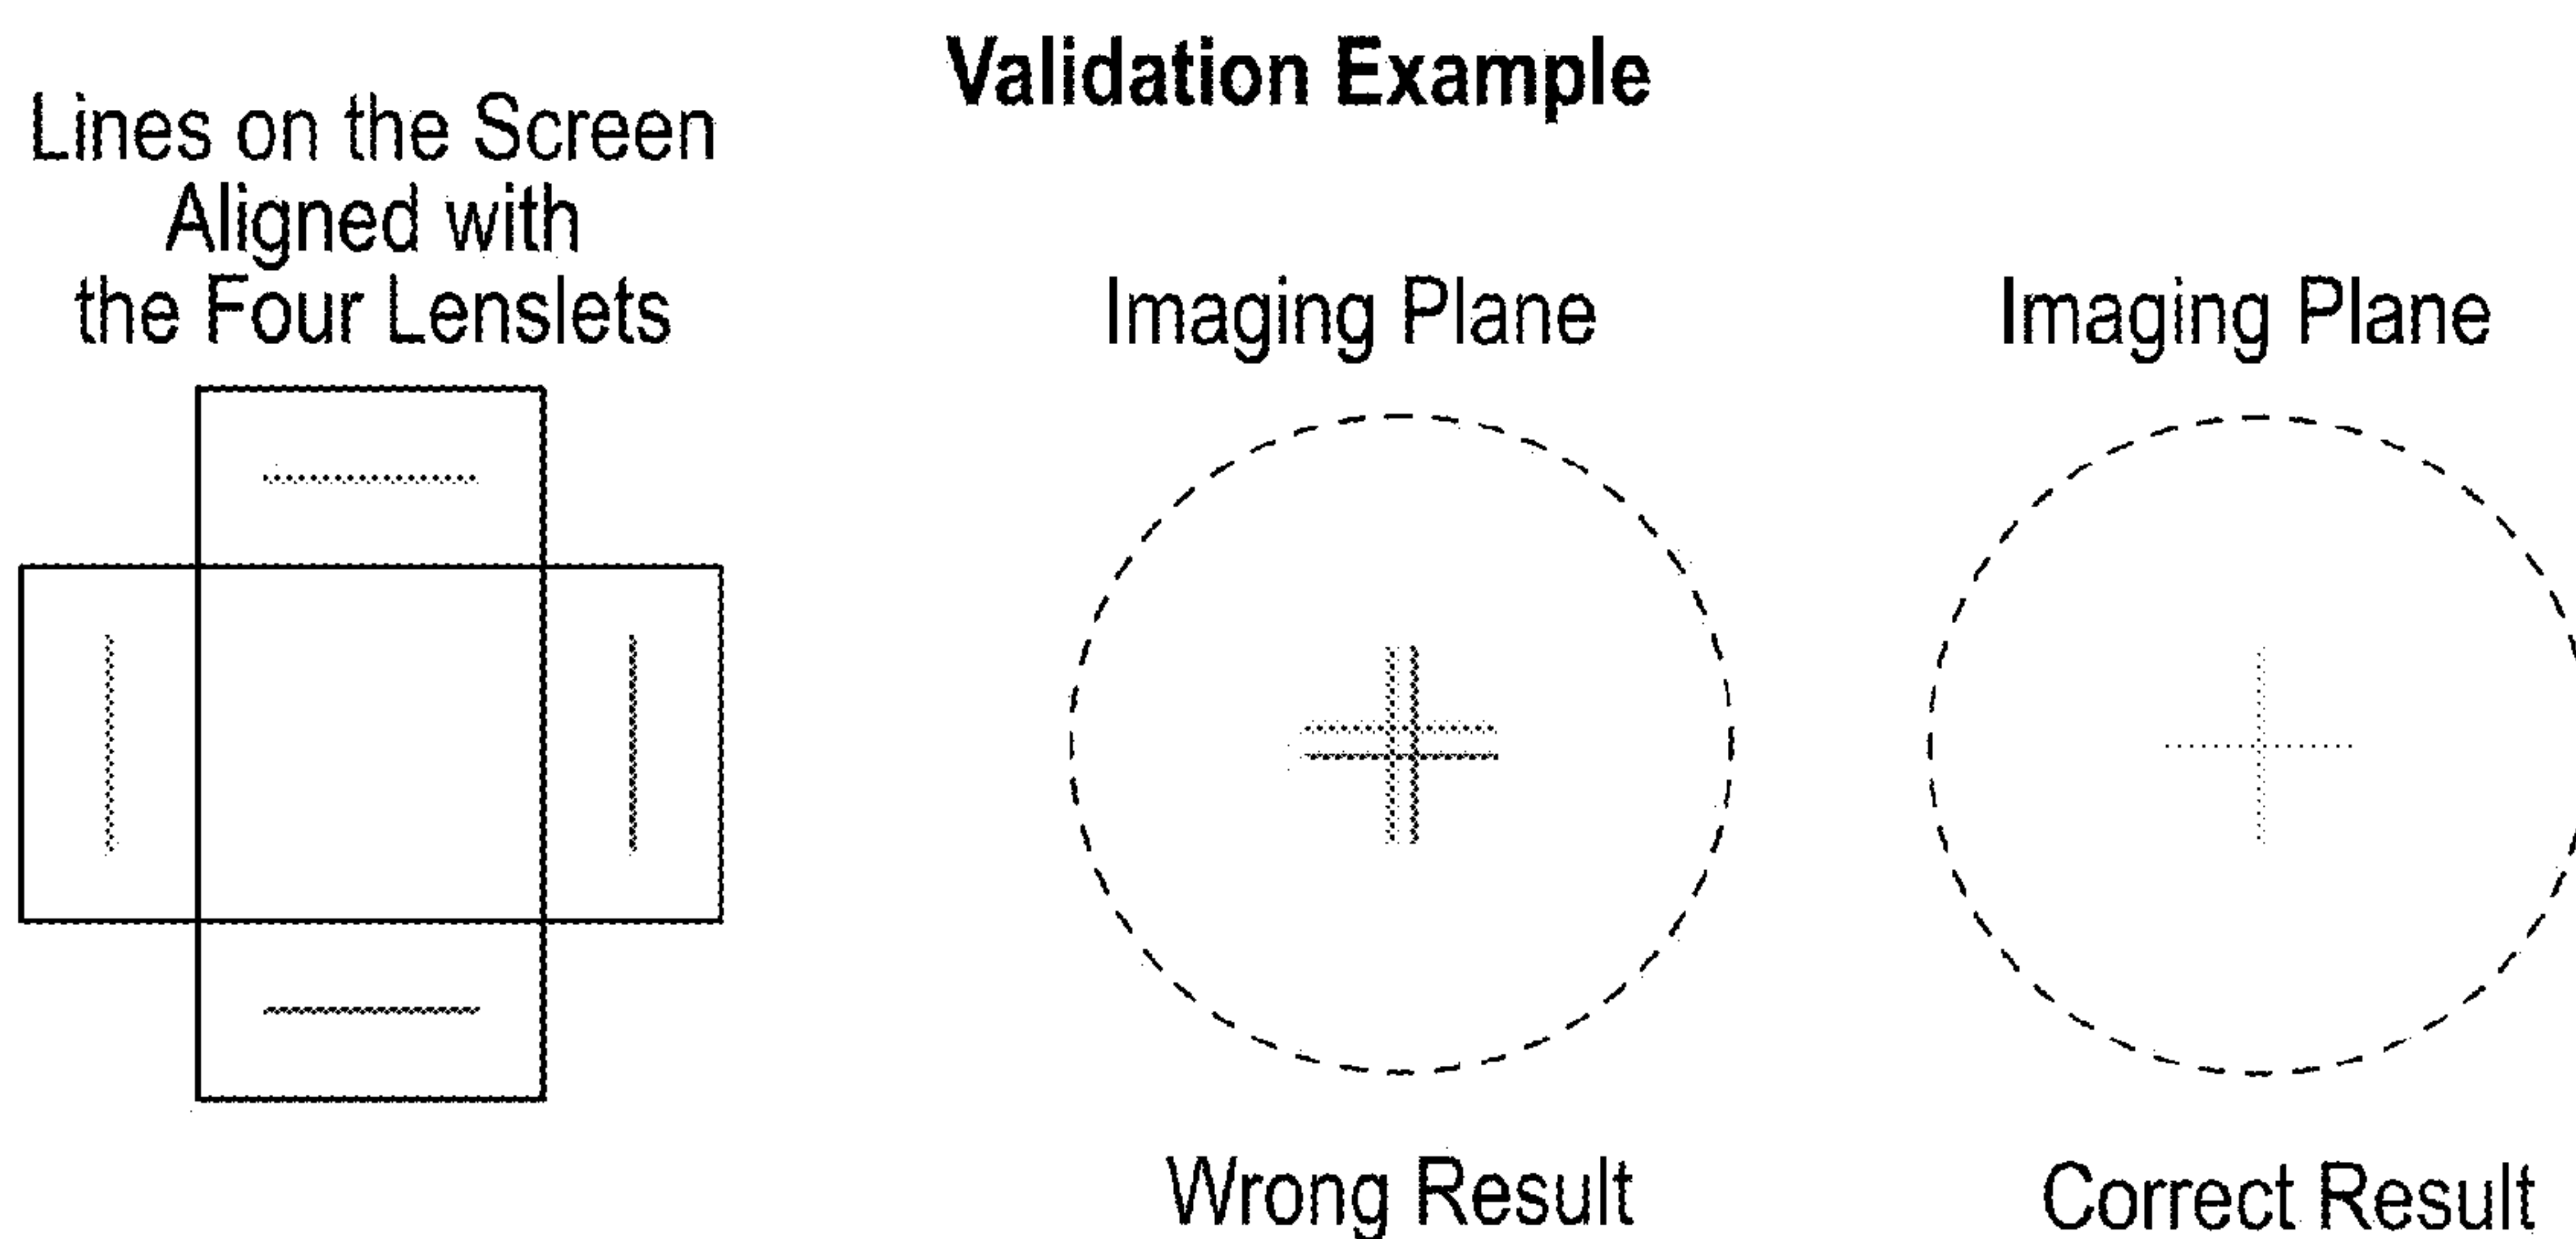 Validation Example
Lines on the Screen
Aligned with
the Four Lenslets
Imaging Plane
Imaging Plane
Wrong Result
Correct Result